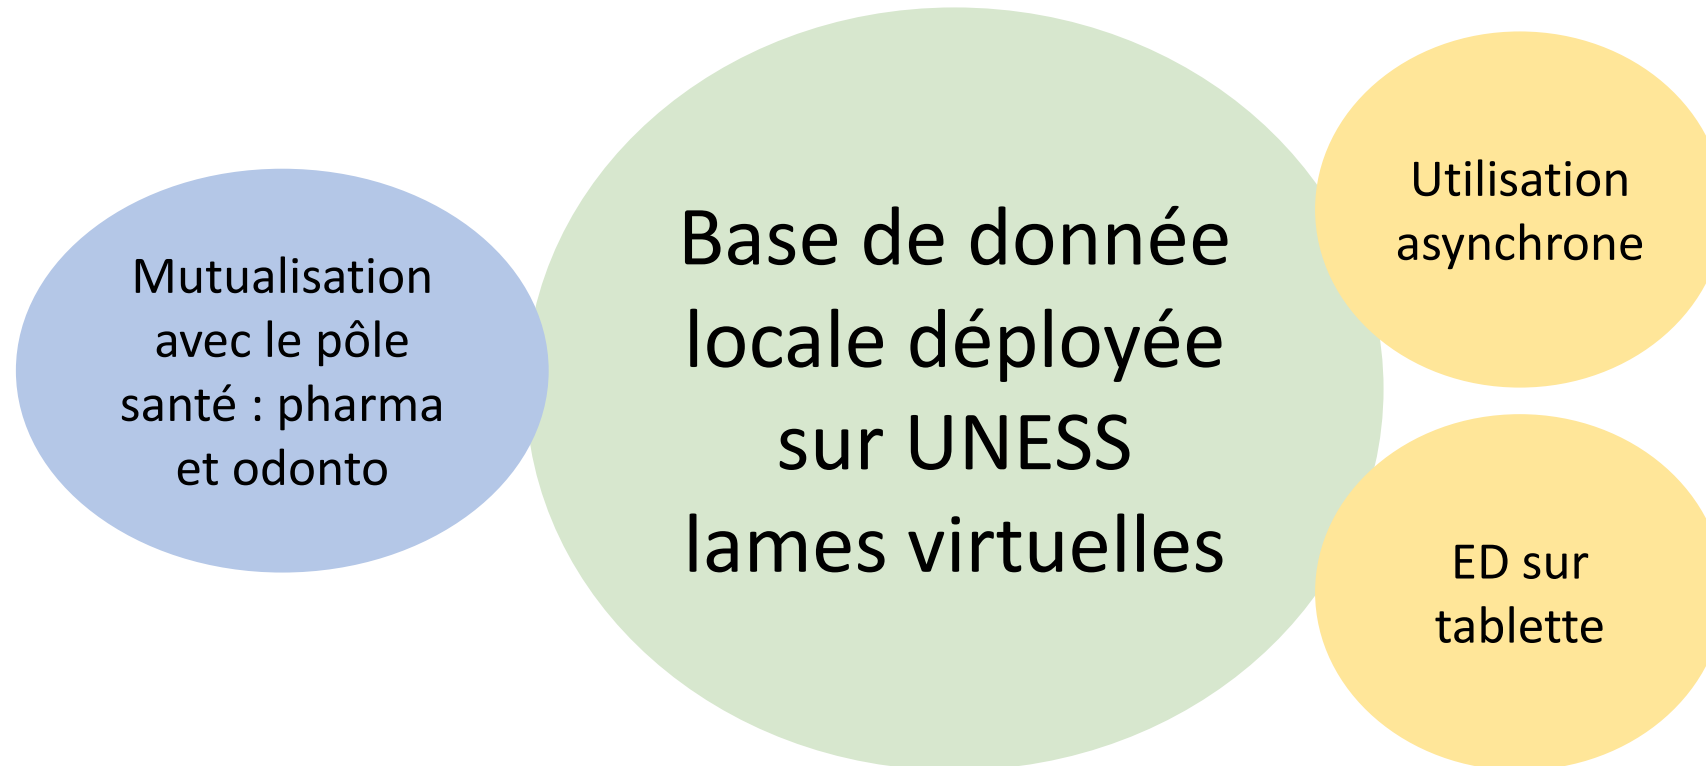 Mutualisation
avec le pôle
santé : pharma
et odonto
Base de donnée
locale déployée
sur UNESS
lames virtuelles
Utilisation
asynchrone
ED sur
tablette